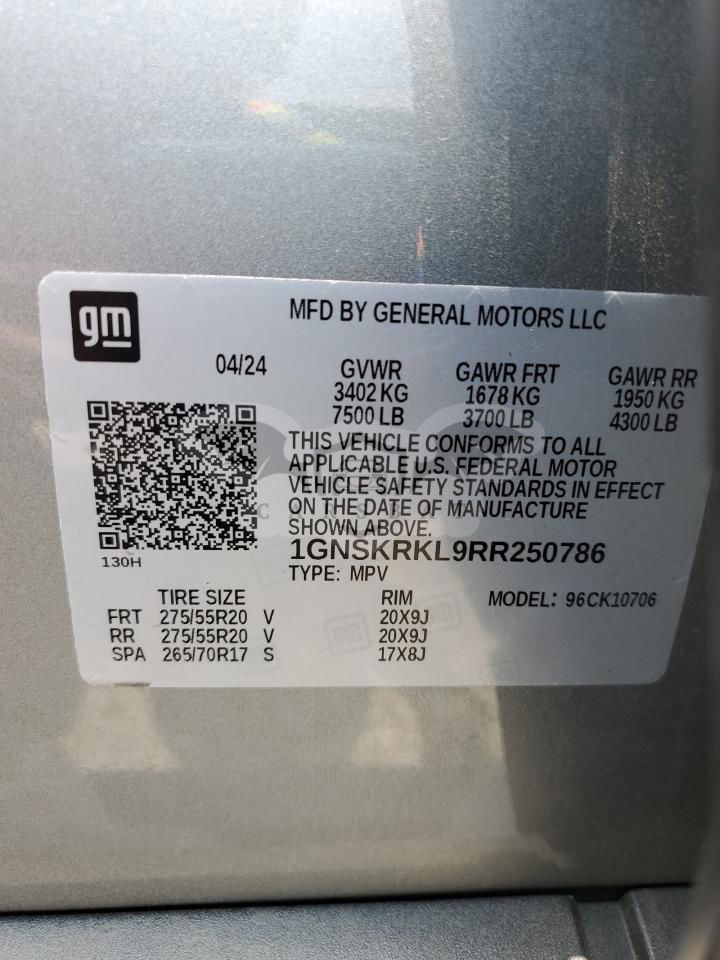 gm
MFD BY GENERAL MOTORS LLC
04/24 GVWR GAWR FRT GAWR RR
3402 KG 1678 KG 1950 KG
7500 LB 3700 LB 4300 LB
THIS VEHICLE CONFORMS TO ALL
APPLICABLE U.S. FEDERAL MOTOR
VEHICLE SAFETY STANDARDS IN EFFECT
ON THE DATE OF MANUFACTURE
SHOWN ABOVE.
130H
1GNSKRKL9RR250786
TYPE: MPV
TIRE SIZE RIM MODEL: 96CK10706
FRT 275/55R20 V 20X9J
RR 275/55R20 V 20X9J
SPA 265/70R17 S 17X8J